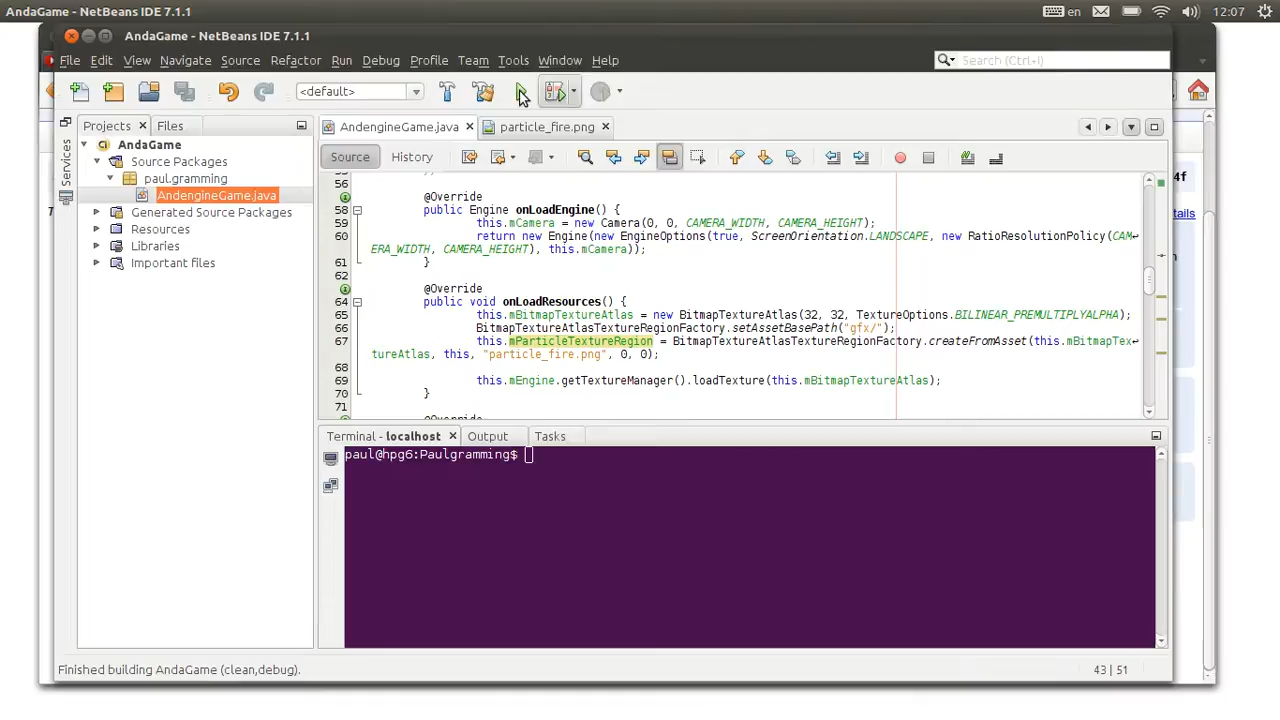 AndaGame - NetBeans IDE 7.1.1
en
12:07
AndaGame - NetBeans IDE 7.1.1
File Edit View Navigate Source Refactor Run Debug Profile Team Tools Window Help
Search (Ctrl+I)
<default>
Projects
Files
AndengineGame.java
particle_fire.png
Services
AndaGame
Source Packages
paul.gramming
AndengineGame.java
Generated Source Packages
Resources
Libraries
Important files
Source
History
56
@Override
58 public Engine onLoadEngine() {
59 this.mCamera = new Camera(0, 0, CAMERA_WIDTH, CAMERA_HEIGHT);
60 return new Engine(new EngineOptions(true, ScreenOrientation.LANDSCAPE, new RatioResolutionPolicy(CAM↩
ERA_WIDTH, CAMERA_HEIGHT), this.mCamera));
61 }
62
@Override
64 public void onLoadResources() {
65 this.mBitmapTextureAtlas = new BitmapTextureAtlas(32, 32, TextureOptions.BILINEAR_PREMULTIPLYALPHA);
66 BitmapTextureAtlasTextureRegionFactory.setAssetBasePath("gfx/");
67 this.mParticleTextureRegion = BitmapTextureAtlasTextureRegionFactory.createFromAsset(this.mBitmapTex↩
tureAtlas, this, "particle_fire.png", 0, 0);
68
69 this.mEngine.getTextureManager().loadTexture(this.mBitmapTextureAtlas);
70 }
71
@Override
4f
tails
Terminal - localhost
Output
Tasks
paul@hpg6:Paulgramming$
Finished building AndaGame (clean,debug).
43|51